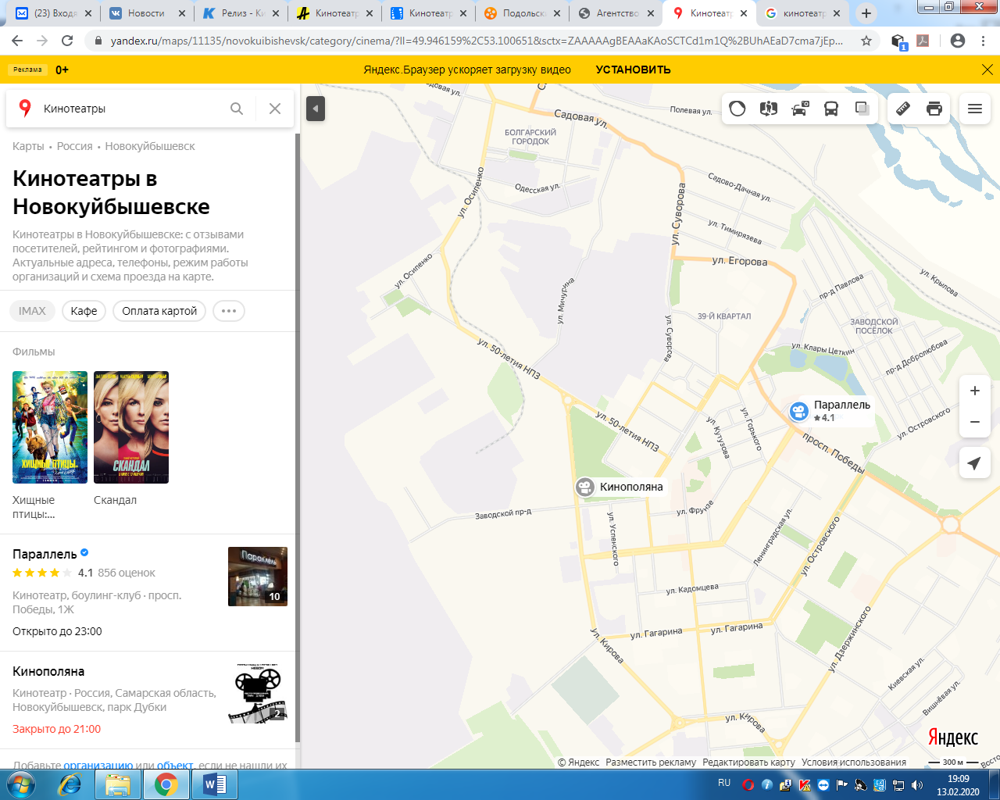 (23) Входя
Новости
Релиз - Ки
Кинотеатр
Кинотеатр
Подольска
Агентство
Кинотеатр
кинотеатр
yandex.ru/maps/11135/novokuibishevsk/category/cinema/?ll=49.946159%2C53.100651&sctx=ZAAAAAgBEAAaKAoSCTCd1m1Q%2BUhAEaD7cma7jEp...
1
Реклама
0+
Яндекс.Браузер ускоряет загрузку видео
УСТАНОВИТЬ
Кинотеатры
Карты • Россия • Новокуйбышевск
Кинотеатры в
Новокуйбышевске
Кинотеатры в Новокуйбышевске: с отзывами
посетителей, рейтингом и фотографиями.
Актуальные адреса, телефоны, режим работы
организаций и схема проезда на карте.
IMAX
Кафе
Оплата картой
•••
Фильмы
ХИЩНЫЕ ПТИЦЫ
СКАНДАЛ
Хищные
птицы:...
Скандал
Параллель
4.1 856 оценок
Кинотеатр, боулинг-клуб · просп.
Победы, 1Ж
Открыто до 23:00
Параллель
10
Кинополяна
Кинотеатр · Россия, Самарская область,
Новокуйбышевск, парк Дубки
Закрыто до 21:00
2
Добавьте организацию или объект, если не нашли их
Садовая ул.
Полевая ул.
БОЛГАРСКИЙ
ГОРОДОК
Садовая ул.
ул. Осипенко
Одесская ул.
ул. Суворова
Садово-Дачная ул.
ул. Тимирязева
ул. Егорова
ул. Крылова
ул. Осипенко
ул. Мичурина
пр-д Павлова
39-Й КВАРТАЛ
ЗАВОДСКОЙ
ПОСЁЛОК
ул. Суворова
ул. 50-летия НПЗ
ул. Клары Цеткин
пр-д Добролюбова
Параллель
4.1
ул. 50-летия НПЗ
ул. Кутузова
ул. Горького
просп. Победы
ул. Островского
Кинополяна
Заводской пр-д
ул. Фрунзе
ул. Успенского
Ленинградская ул.
ул. Островского
ул. Кадомцева
ул. Гагарина
ул. Гагарина
ул. Кирова
ул. Дзержинского
Киевская ул.
Вишнёвая ул.
ул. Кирова
Яндекс
© Яндекс Разместить рекламу Редактировать карту Условия использования
300 м
Восто
RU
19:09
13.02.2020